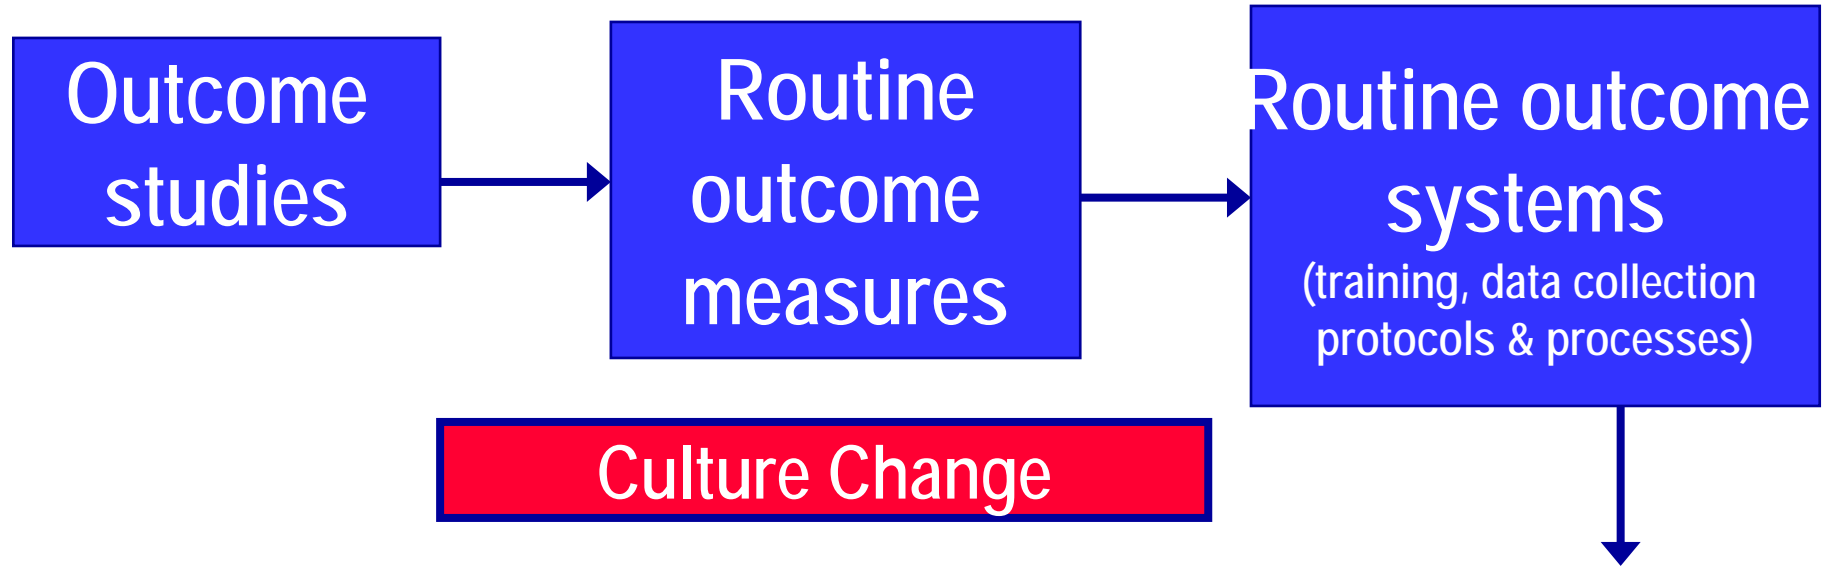 Outcome
studies
Routine
outcome
measures
Routine outcome
systems
(training, data collection
protocols & processes)
Culture Change